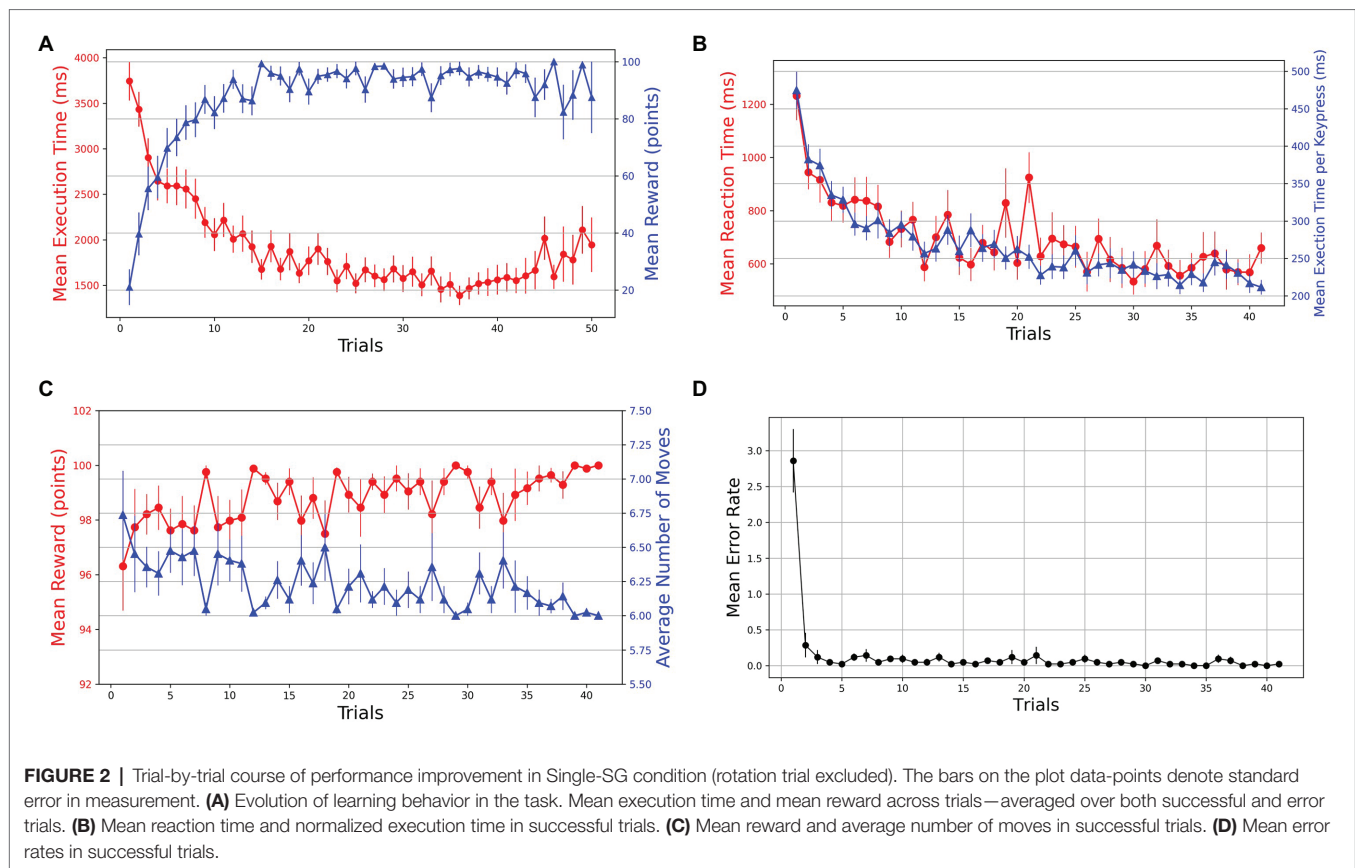 A
Mean Execution Time (ms)
4000
3500
3000
2500
2000
1500
100
80
60
40
20
Mean Reward (points)
0 10 20 30 40 50
Trials
B
Mean Reaction Time (ms)
1200
1000
800
600
500
450
400
350
300
250
200
Mean Exection Time per Keypress (ms)
0 5 10 15 20 25 30 35 40
Trials
C
Mean Reward (points)
102
100
98
96
94
92
7.50
7.25
7.00
6.75
6.50
6.25
6.00
5.75
5.50
Average Number of Moves
0 5 10 15 20 25 30 35 40
Trials
D
Mean Error Rate
3.0
2.5
2.0
1.5
1.0
0.5
0.0
0 5 10 15 20 25 30 35 40
Trials
FIGURE 2 | Trial-by-trial course of performance improvement in Single-SG condition (rotation trial excluded). The bars on the plot data-points denote standard
error in measurement. (A) Evolution of learning behavior in the task. Mean execution time and mean reward across trials—averaged over both successful and error
trials. (B) Mean reaction time and normalized execution time in successful trials. (C) Mean reward and average number of moves in successful trials. (D) Mean error
rates in successful trials.